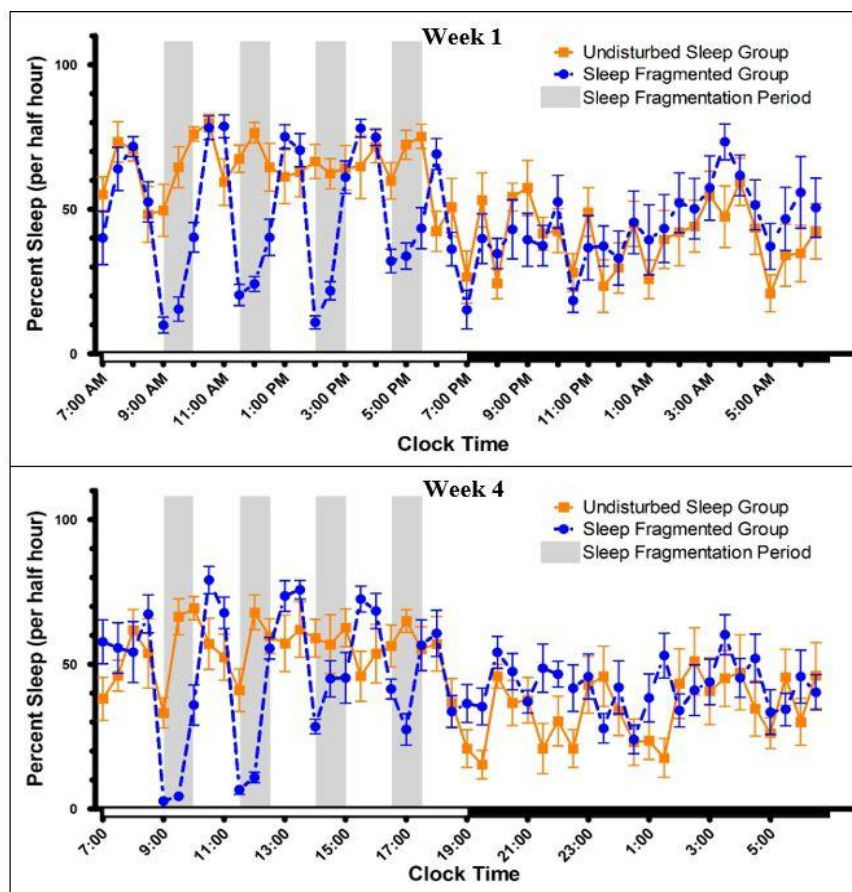 Week 1
Undisturbed Sleep Group
Sleep Fragmented Group
Sleep Fragmentation Period
Percent Sleep (per half hour)
100
50
0
7:00 AM
9:00 AM
11:00 AM
1:00 PM
3:00 PM
5:00 PM
7:00 PM
9:00 PM
11:00 PM
1:00 AM
3:00 AM
5:00 AM
Clock Time
Week 4
Undisturbed Sleep Group
Sleep Fragmented Group
Sleep Fragmentation Period
Percent Sleep (per half hour)
100
50
0
7:00
9:00
11:00
13:00
15:00
17:00
19:00
21:00
23:00
1:00
3:00
5:00
Clock Time